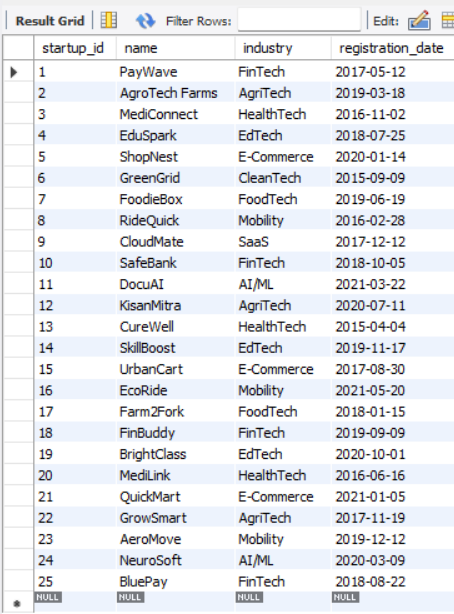 Result Grid Filter Rows: Edit:
startup_id name industry registration_date
1 PayWave FinTech 2017-05-12
2 AgroTech Farms AgriTech 2019-03-18
3 MediConnect HealthTech 2016-11-02
4 EduSpark EdTech 2018-07-25
5 ShopNest E-Commerce 2020-01-14
6 GreenGrid CleanTech 2015-09-09
7 FoodieBox FoodTech 2019-06-19
8 RideQuick Mobility 2016-02-28
9 CloudMate SaaS 2017-12-12
10 SafeBank FinTech 2018-10-05
11 DocuAI AI/ML 2021-03-22
12 KisanMitra AgriTech 2020-07-11
13 CureWell HealthTech 2015-04-04
14 SkillBoost EdTech 2019-11-17
15 UrbanCart E-Commerce 2017-08-30
16 EcoRide Mobility 2021-05-20
17 Farm2Fork FoodTech 2018-01-15
18 FinBuddy FinTech 2019-09-09
19 BrightClass EdTech 2020-10-01
20 MediLink HealthTech 2016-06-16
21 QuickMart E-Commerce 2021-01-05
22 GrowSmart AgriTech 2017-11-19
23 AeroMove Mobility 2019-12-12
24 NeuroSoft AI/ML 2020-03-09
25 BluePay FinTech 2018-08-22
NULL NULL NULL NULL